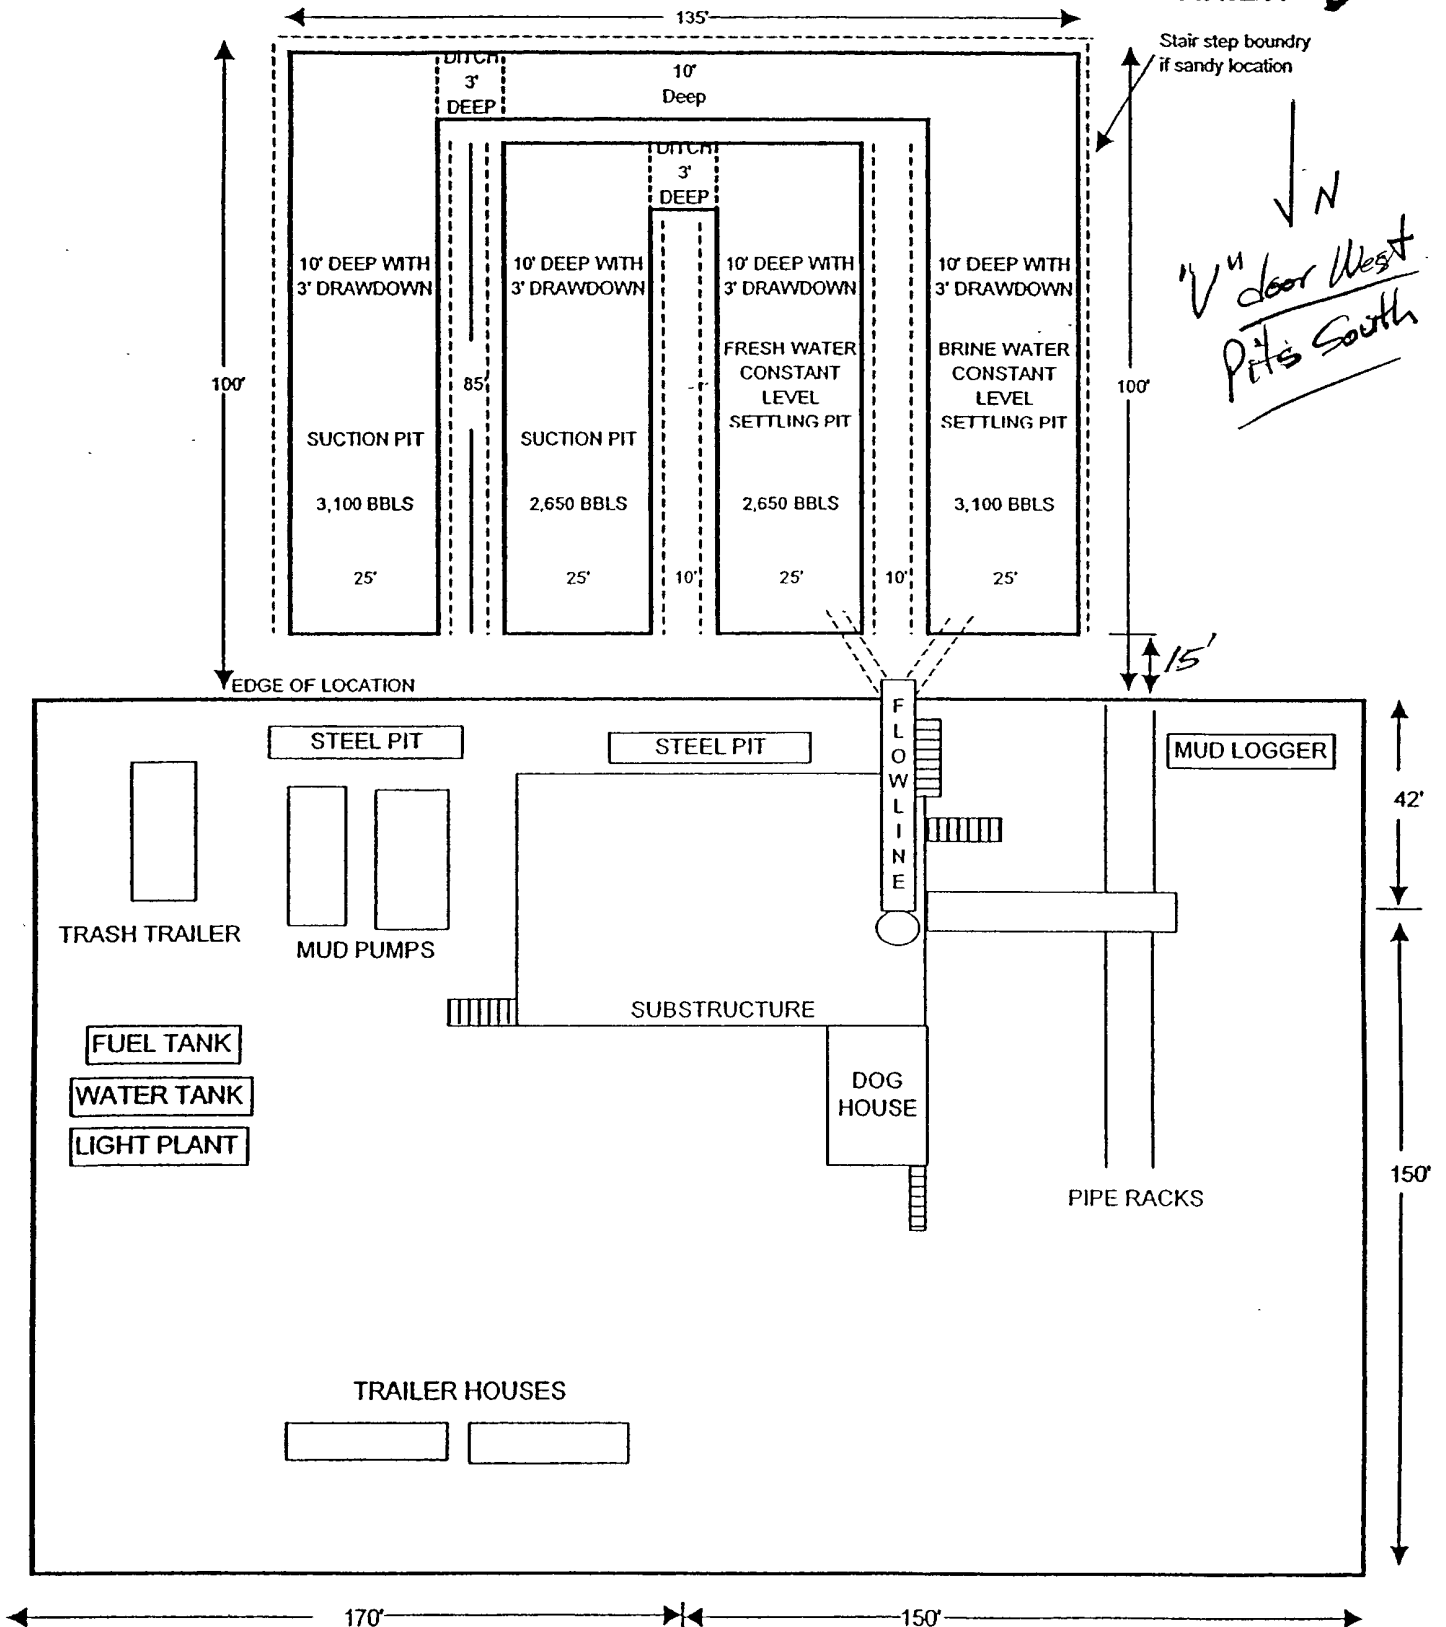 135'
Stair step boundry
if sandy location
N
"V" door West
Pits South
DITCH
3'
DEEP
10'
Deep
DITCH
3'
DEEP
10' DEEP WITH
3' DRAWDOWN
10' DEEP WITH
3' DRAWDOWN
10' DEEP WITH
3' DRAWDOWN
10' DEEP WITH
3' DRAWDOWN
FRESH WATER
CONSTANT
LEVEL
SETTLING PIT
BRINE WATER
CONSTANT
LEVEL
SETTLING PIT
100'
85'
100'
SUCTION PIT
SUCTION PIT
3,100 BBLS
2,650 BBLS
2,650 BBLS
3,100 BBLS
25'
25'
10'
25'
10'
25'
15'
EDGE OF LOCATION
STEEL PIT
STEEL PIT
FLOWLINE
MUD LOGGER
42'
TRASH TRAILER
MUD PUMPS
SUBSTRUCTURE
FUEL TANK
WATER TANK
LIGHT PLANT
DOG
HOUSE
PIPE RACKS
150'
TRAILER HOUSES
170'
150'